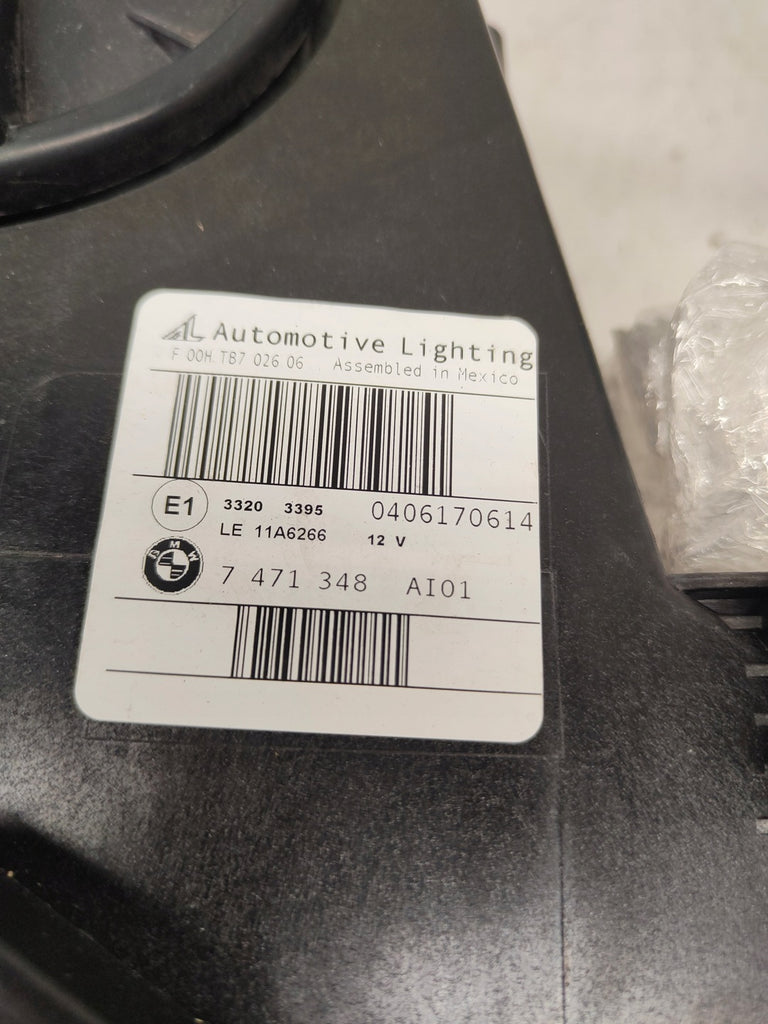 AL Automotive Lighting
F 00H TB7 026 06 Assembled in Mexico
E1 3320 3395 0406170614
LE 11A6266 12 V
BMW 7 471 348 AI01